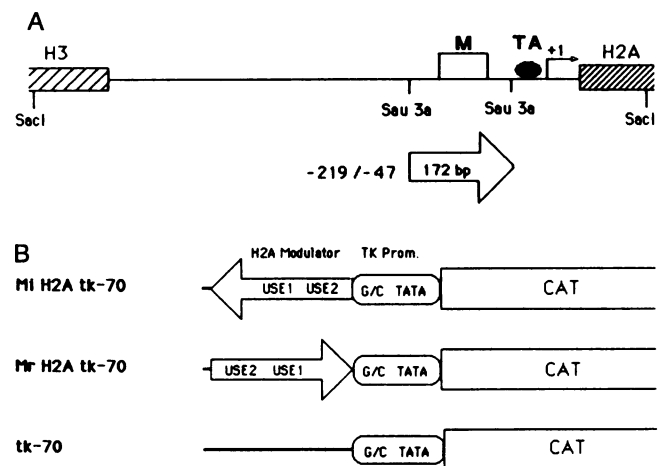 A
H3
M
TA
+1
H2A
SacI
Sau 3a
Sau 3a
SacI
-219 /-47
172 bp
B
H2A Modulator
TK Prom.
Mi H2A tk-70
USE1 USE2
G/C TATA
CAT
Mr H2A tk-70
USE2 USE1
G/C TATA
CAT
tk-70
G/C TATA
CAT